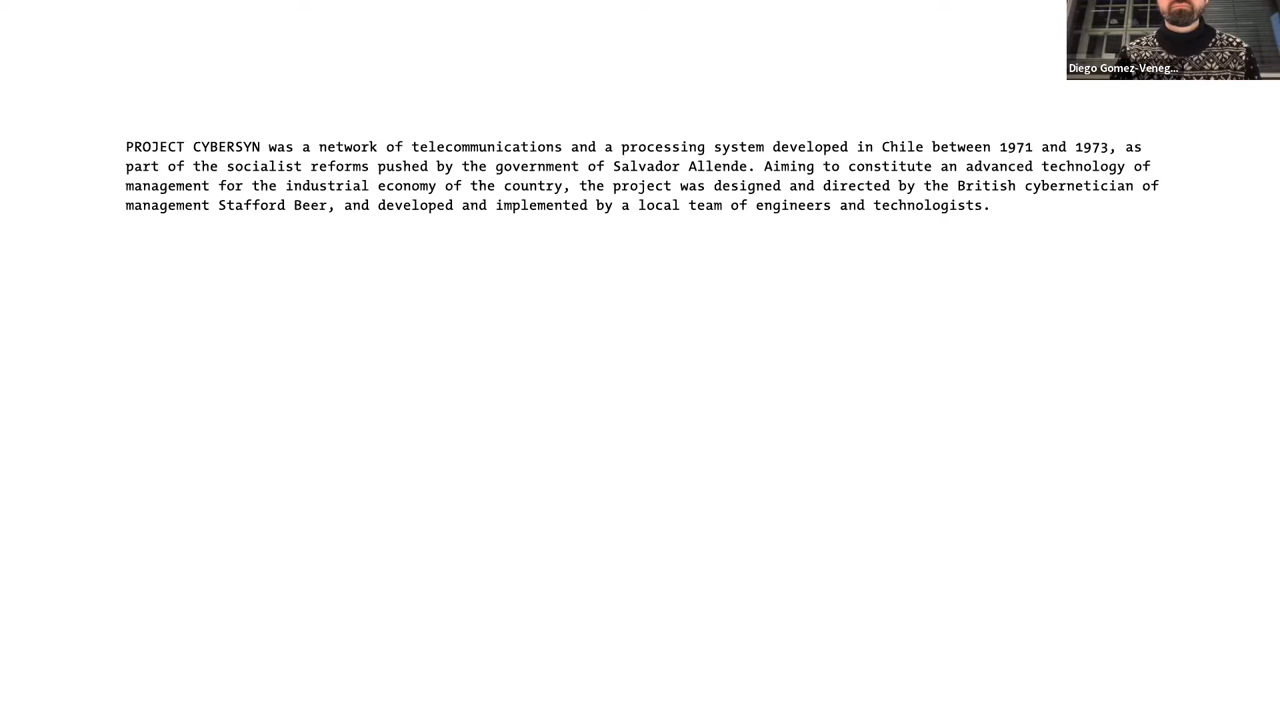 Diego Gomez-Veneg...
PROJECT CYBERSYN was a network of telecommunications and a processing system developed in Chile between 1971 and 1973, as
part of the socialist reforms pushed by the government of Salvador Allende. Aiming to constitute an advanced technology of
management for the industrial economy of the country, the project was designed and directed by the British cybernetician of
management Stafford Beer, and developed and implemented by a local team of engineers and technologists.